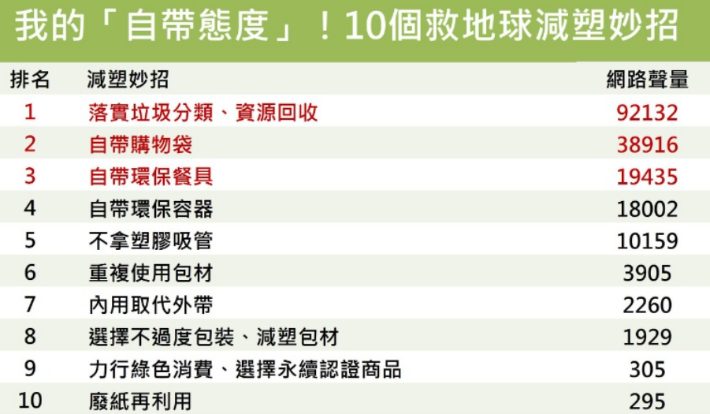 我的「自帶態度」！10個救地球減塑妙招
排名 減塑妙招 網路聲量
1 落實垃圾分類、資源回收 92132
2 自帶購物袋 38916
3 自帶環保餐具 19435
4 自帶環保容器 18002
5 不拿塑膠吸管 10159
6 重複使用包材 3905
7 內用取代外帶 2260
8 選擇不過度包裝、減塑包材 1929
9 力行綠色消費、選擇永續認證商品 305
10 廢紙再利用 295